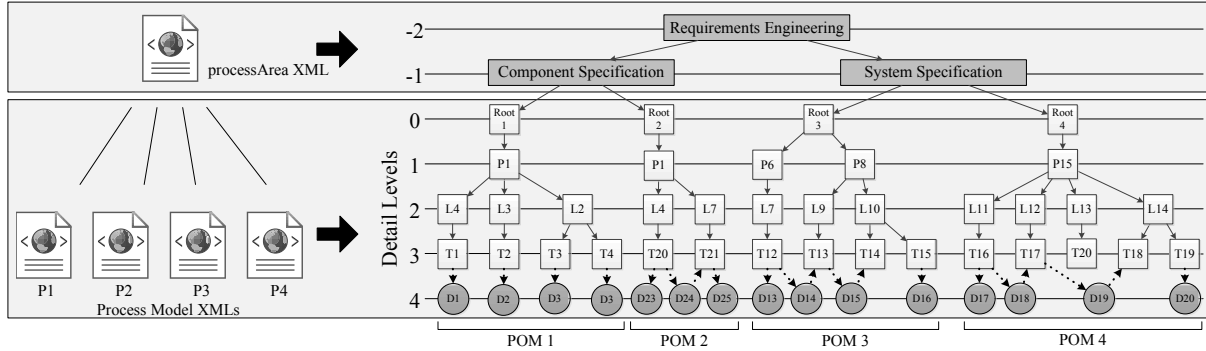 -2
Requirements Engineering
processArea XML
-1
Component Specification
System Specification
Detail Levels
0
Root
1
Root
2
Root
3
Root
4
1
P1
P1
P6
P8
P15
2
L4
L3
L2
L4
L7
L7
L9
L10
L11
L12
L13
L14
3
T1
T2
T3
T4
T20
T21
T12
T13
T14
T15
T16
T17
T20
T18
T19
P1
P2
P3
P4
Process Model XMLs
4
D1
D2
D3
D3
D23
D24
D25
D13
D14
D15
D16
D17
D18
D19
D20
POM 1
POM 2
POM 3
POM 4